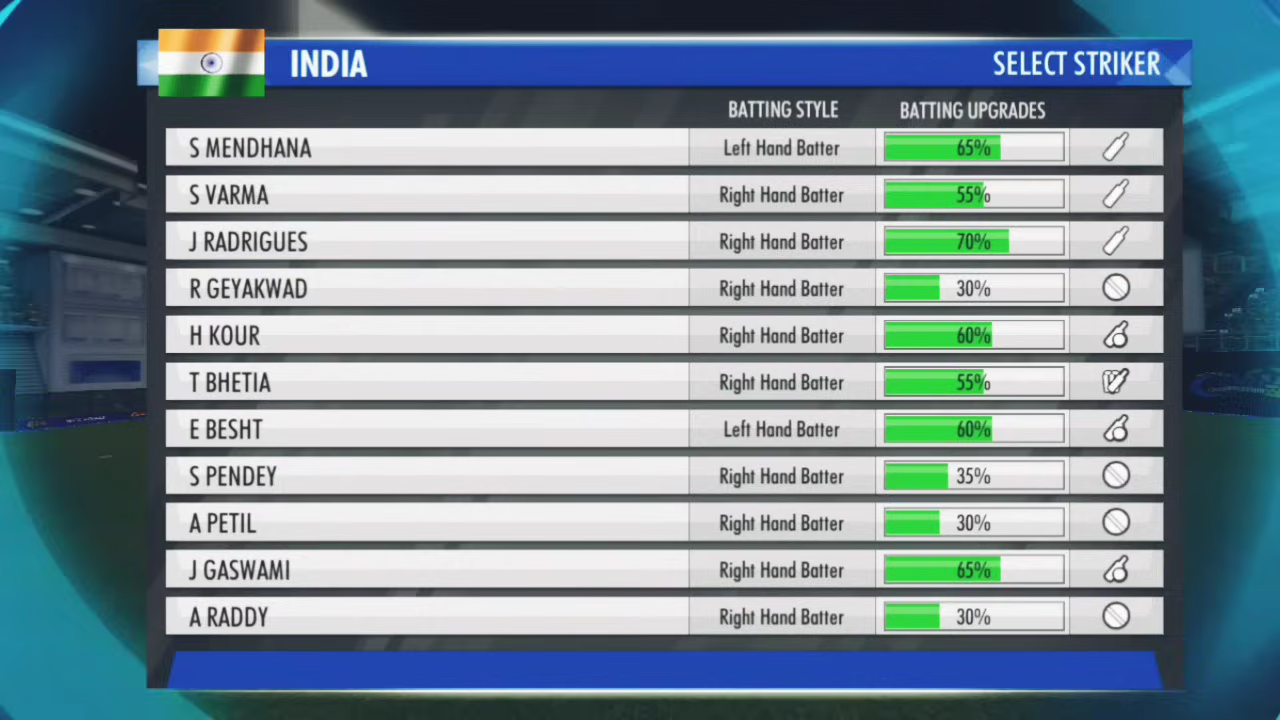 INDIA SELECT STRIKER
BATTING STYLE BATTING UPGRADES
S MENDHANA Left Hand Batter 65%
S VARMA Right Hand Batter 55%
J RADRIGUES Right Hand Batter 70%
R GEYAKWAD Right Hand Batter 30%
H KOUR Right Hand Batter 60%
T BHETIA Right Hand Batter 55%
E BESHT Left Hand Batter 60%
S PENDEY Right Hand Batter 35%
A PETIL Right Hand Batter 30%
J GASWAMI Right Hand Batter 65%
A RADDY Right Hand Batter 30%